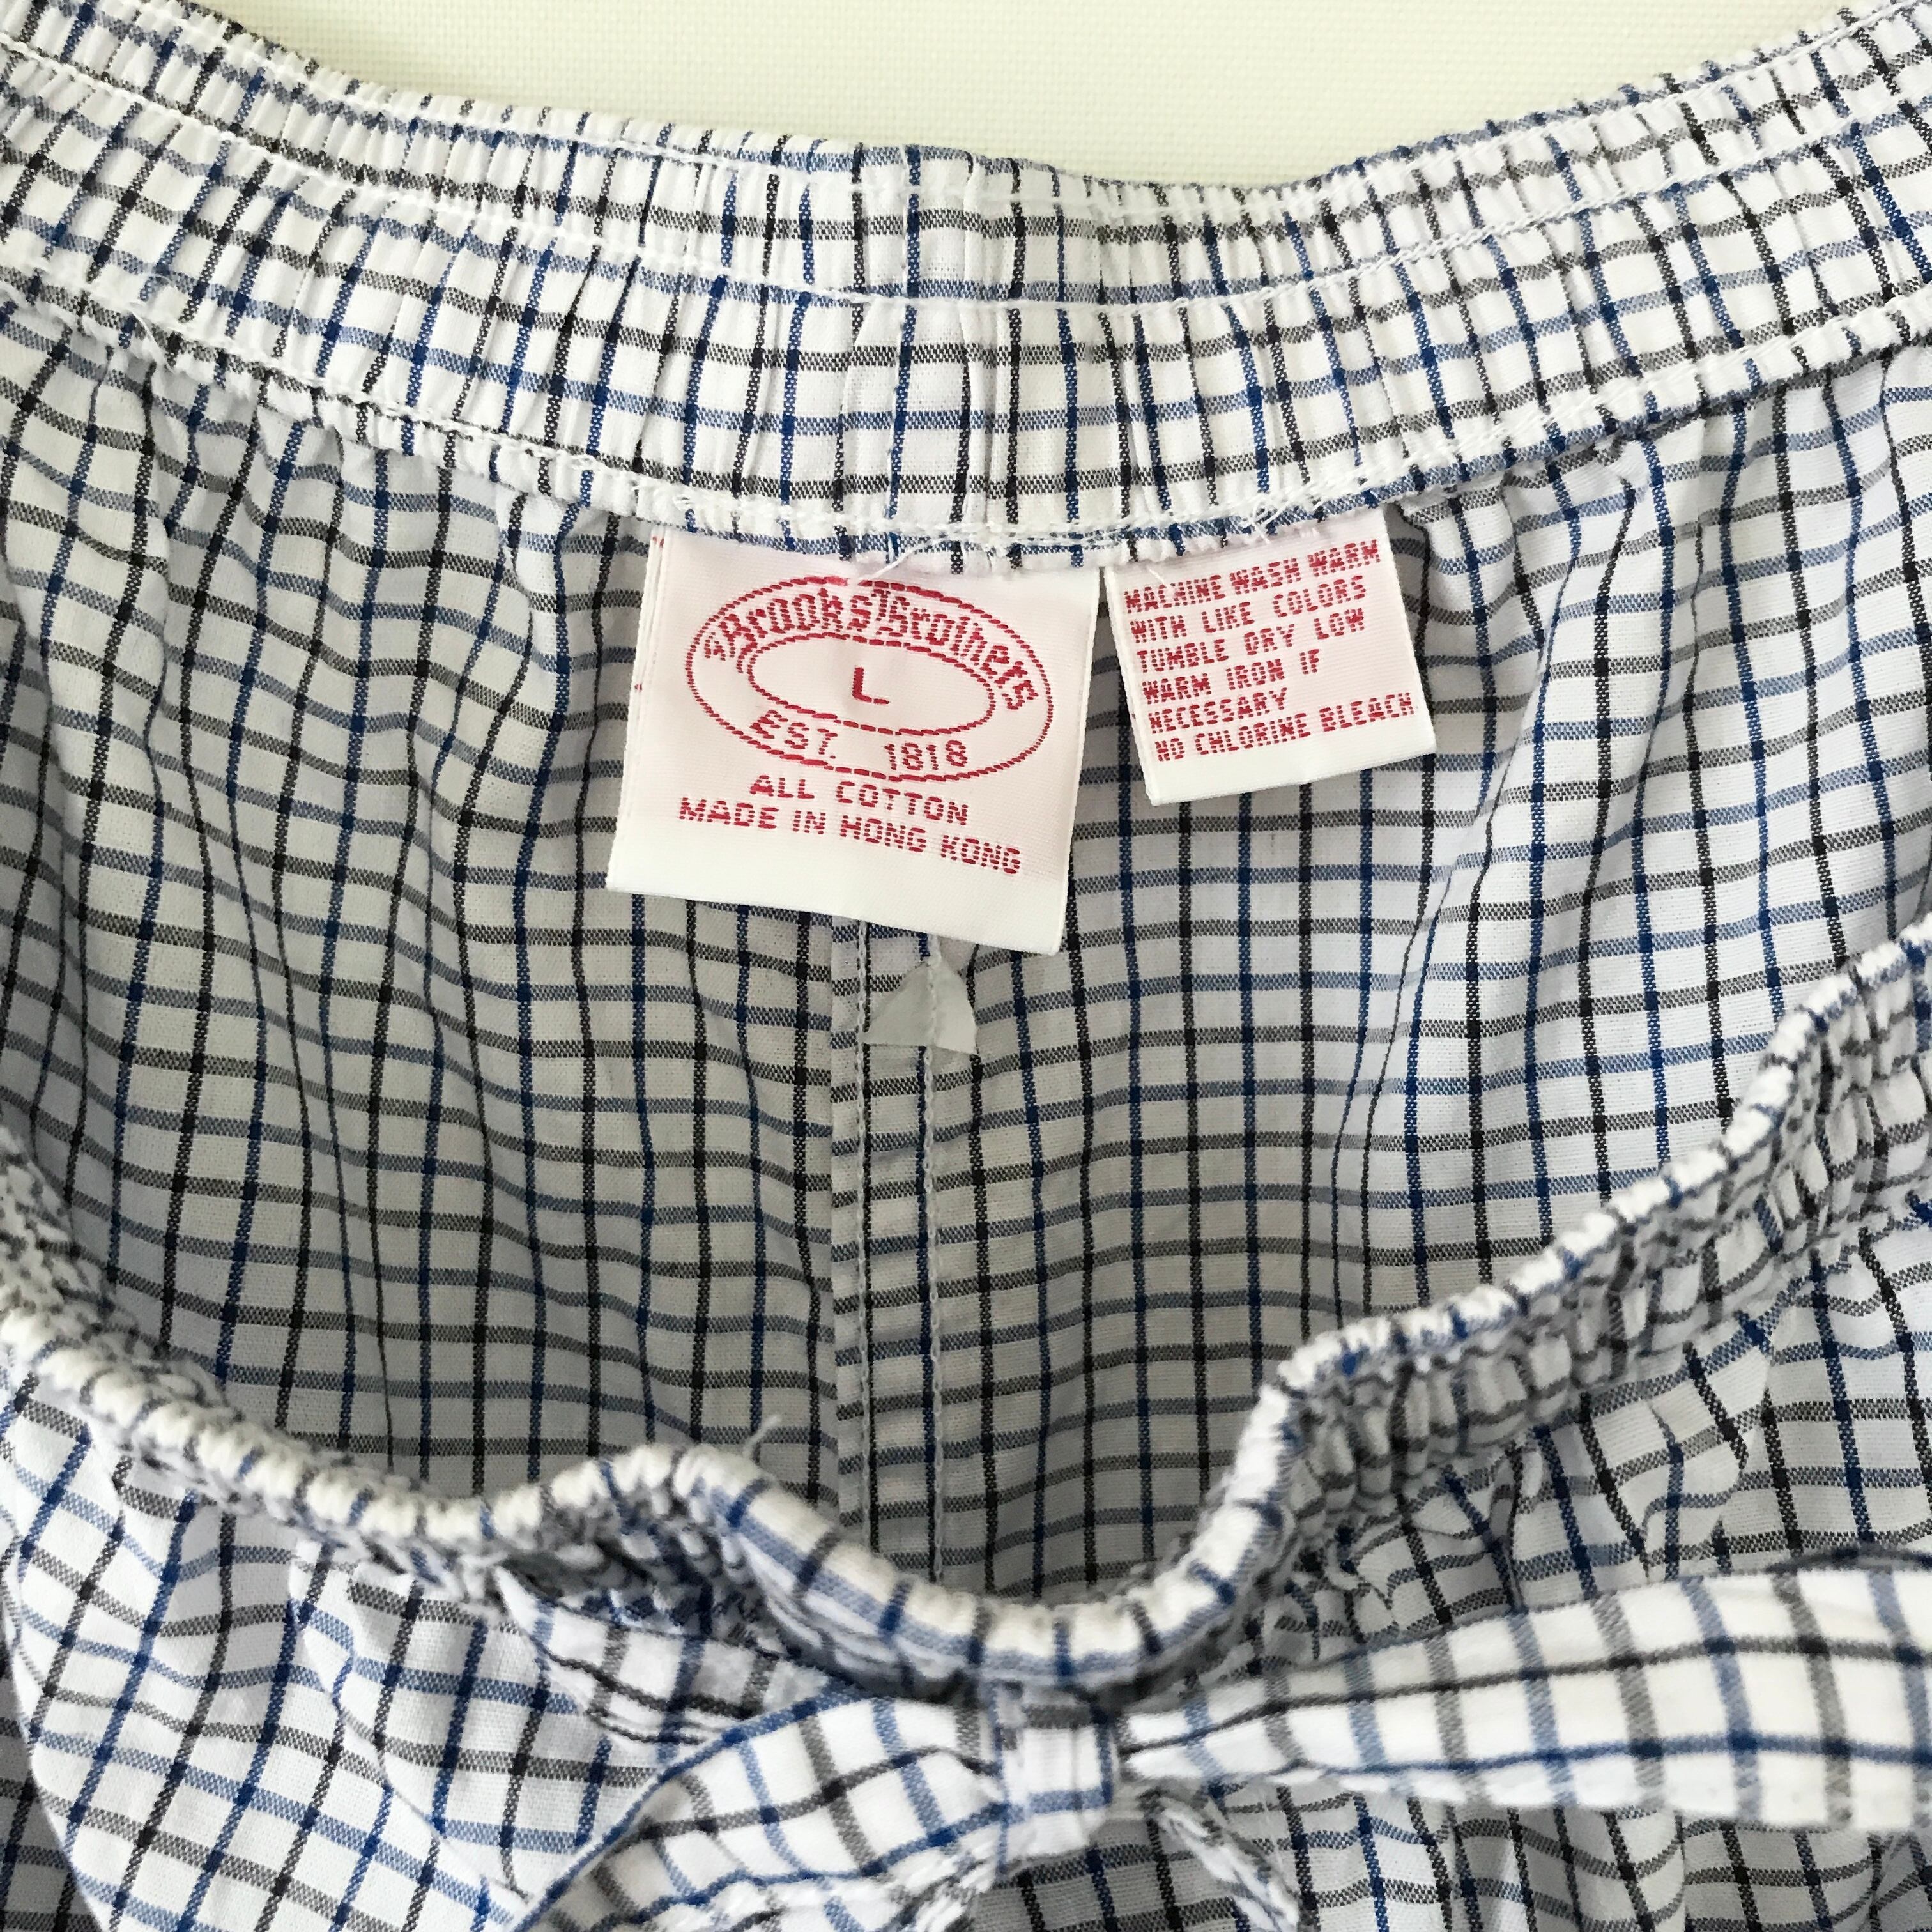 Brooks Brothers
L
EST. 1818
ALL COTTON
MADE IN HONG KONG
MACHINE WASH WARM
WITH LIKE COLORS
TUMBLE DRY LOW
WARM IRON IF
NECESSARY
NO CHLORINE BLEACH